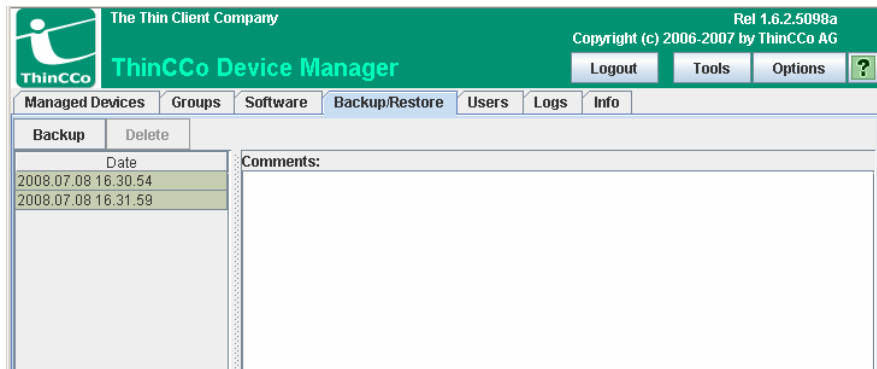 The Thin Client Company
Rel 1.6.2.5098a
Copyright (c) 2006-2007 by ThinCCo AG
ThinCCo
ThinCCo Device Manager
Logout Tools Options ?
Managed Devices Groups Software Backup/Restore Users Logs Info
Backup Delete
Date Comments:
2008.07.08 16.30.54
2008.07.08 16.31.59